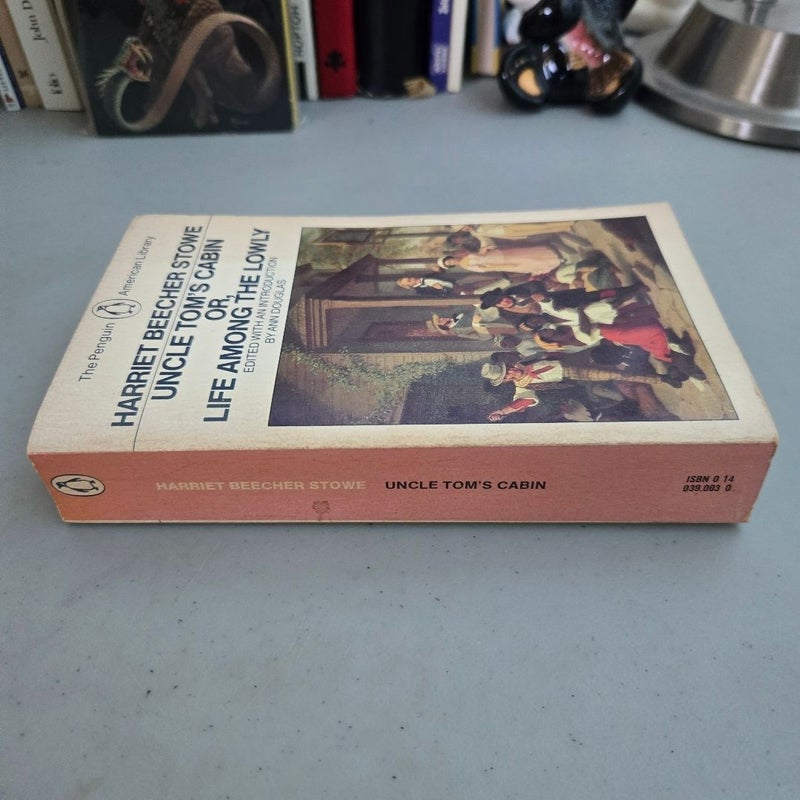 The Penguin American Library
HARRIET BEECHER STOWE
UNCLE TOM'S CABIN
OR,
LIFE AMONG THE LOWLY
EDITED WITH AN INTRODUCTION
BY ANN DOUGLAS
HARRIET BEECHER STOWE UNCLE TOM'S CABIN
ISBN 0 14
039.003 0
John D